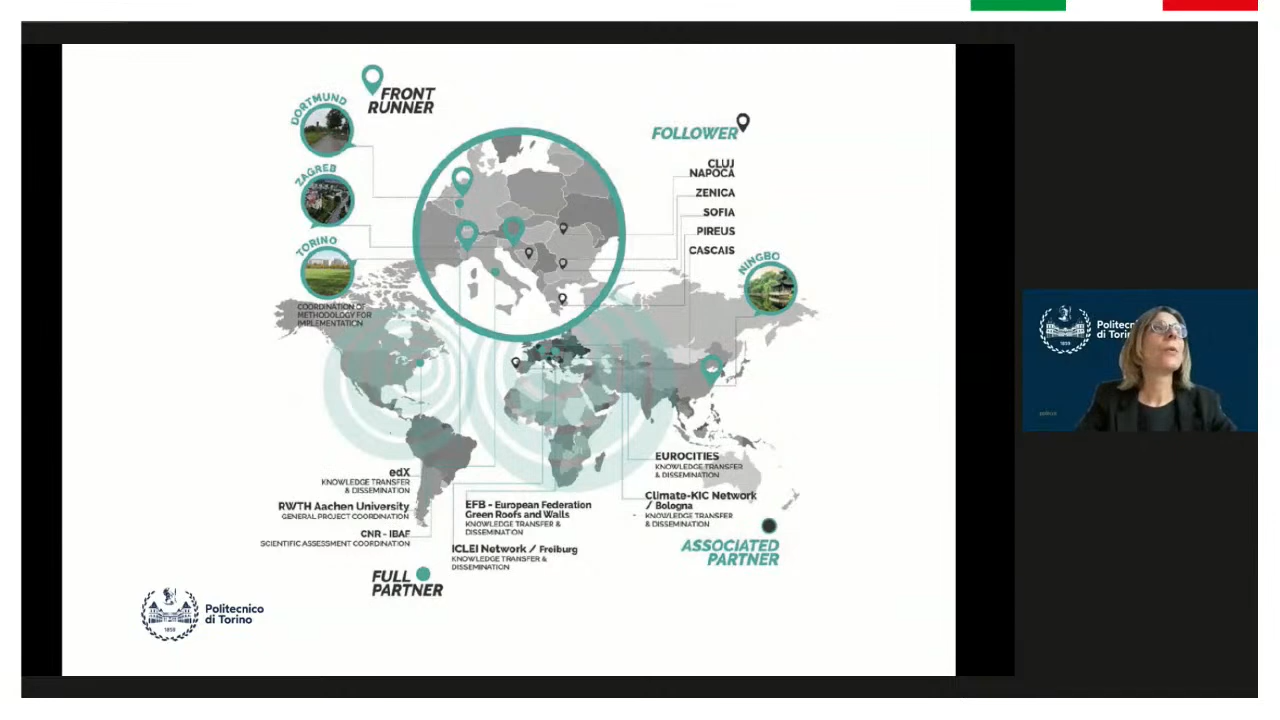 FRONT
RUNNER
DORTMUND
ZAGREB
TORINO
COORDINATION OF
METHODOLOGY FOR
IMPLEMENTATION
FOLLOWER
CLUJ
NAPOCA
ZENICA
SOFIA
PIREUS
CASCAIS
NINGBO
edX
KNOWLEDGE TRANSFER
& DISSEMINATION
RWTH Aachen University
GENERAL PROJECT COORDINATION
CNR - IBAF
SCIENTIFIC ASSESSMENT COORDINATION
FULL
PARTNER
EFB - European Federation
Green Roofs and Walls
KNOWLEDGE TRANSFER &
DISSEMINATION
ICLEI Network / Freiburg
KNOWLEDGE TRANSFER &
DISSEMINATION
EUROCITIES
KNOWLEDGE TRANSFER
& DISSEMINATION
Climate-KIC Network
/ Bologna
KNOWLEDGE TRANSFER
& DISSEMINATION
ASSOCIATED
PARTNER
1859
Politecnico
di Torino
1859
Politecnico
di Torino